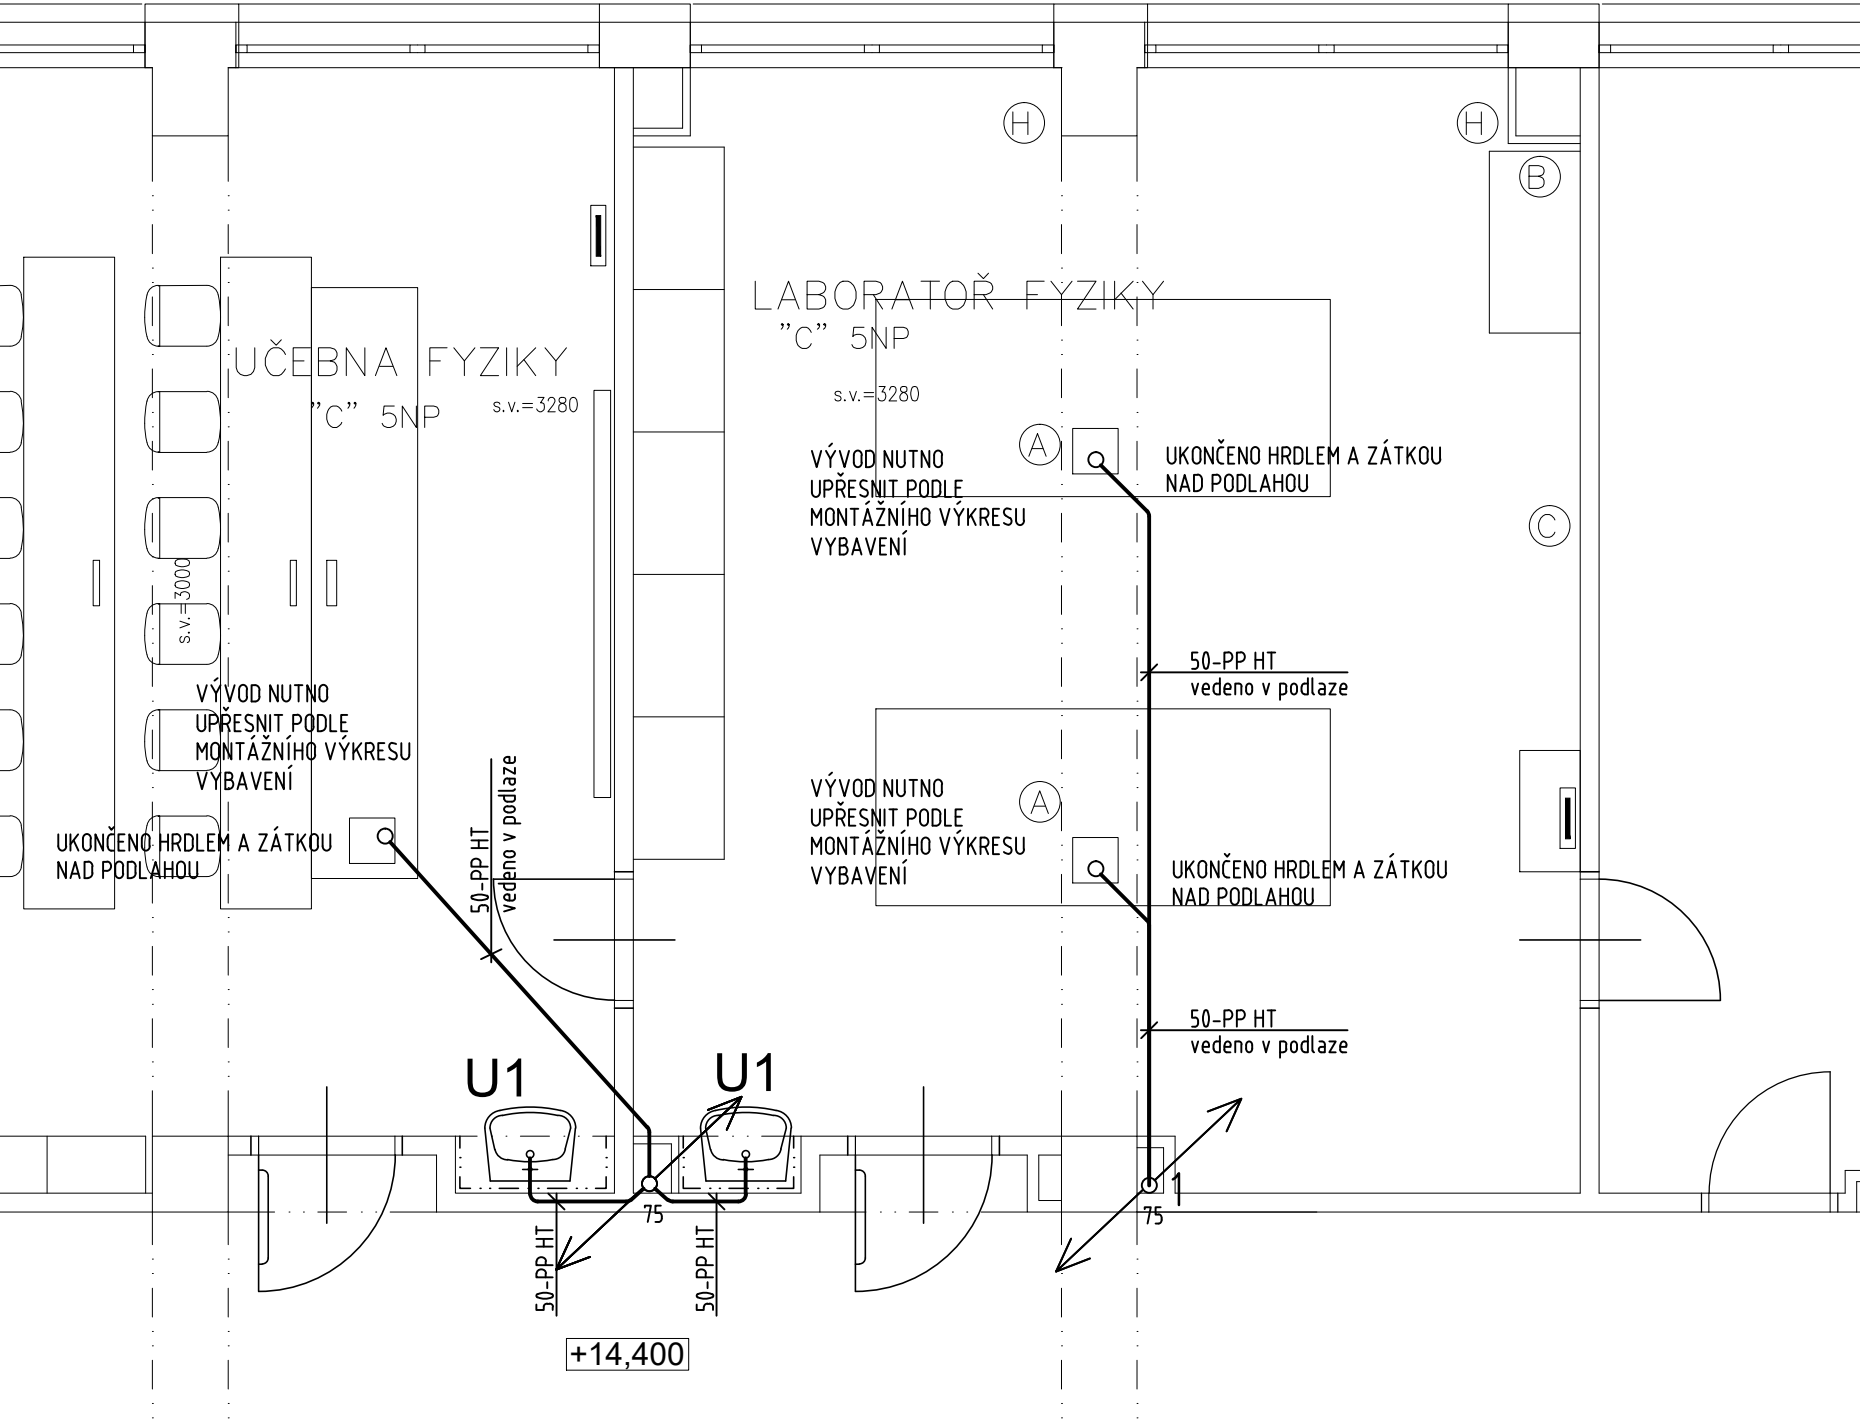 H
H
B
LABORATOŘ FYZIKY
"C" 5NP
s.v.=3280
UČEBNA FYZIKY
"C" 5NP
s.v.=3280
A
VÝVOD NUTNO
UPŘESNIT PODLE
MONTÁŽNÍHO VÝKRESU
VYBAVENÍ
UKONČENO HRDLEM A ZÁTKOU
NAD PODLAHOU
C
s.v.=3000
50-PP HT
vedeno v podlaze
VÝVOD NUTNO
UPŘESNIT PODLE
MONTÁŽNÍHO VÝKRESU
VYBAVENÍ
UKONČENO HRDLEM A ZÁTKOU
NAD PODLAHOU
50-PP HT
vedeno v podlaze
VÝVOD NUTNO
UPŘESNIT PODLE
MONTÁŽNÍHO VÝKRESU
VYBAVENÍ
A
UKONČENO HRDLEM A ZÁTKOU
NAD PODLAHOU
50-PP HT
vedeno v podlaze
U1
U1
75
1
75
50-PP HT
50-PP HT
+14,400